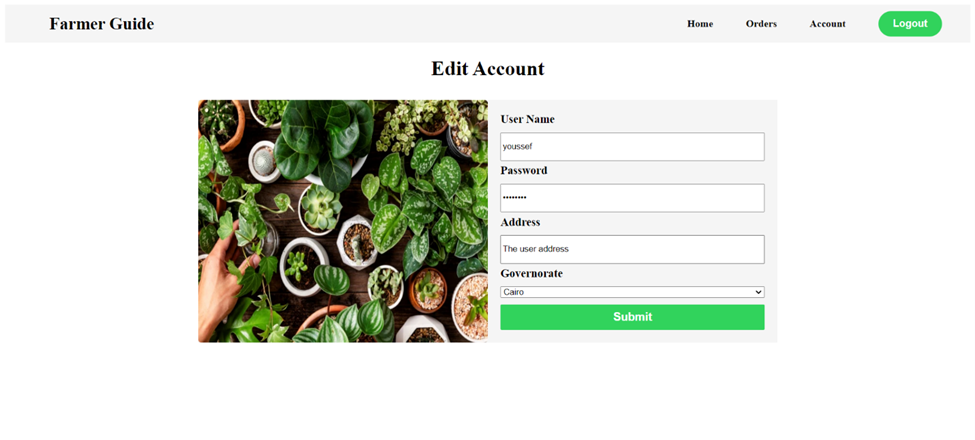 Farmer Guide Home Orders Account Logout
Edit Account
User Name
youssef
Password
••••••••
Address
The user address
Governorate
Cairo
Submit